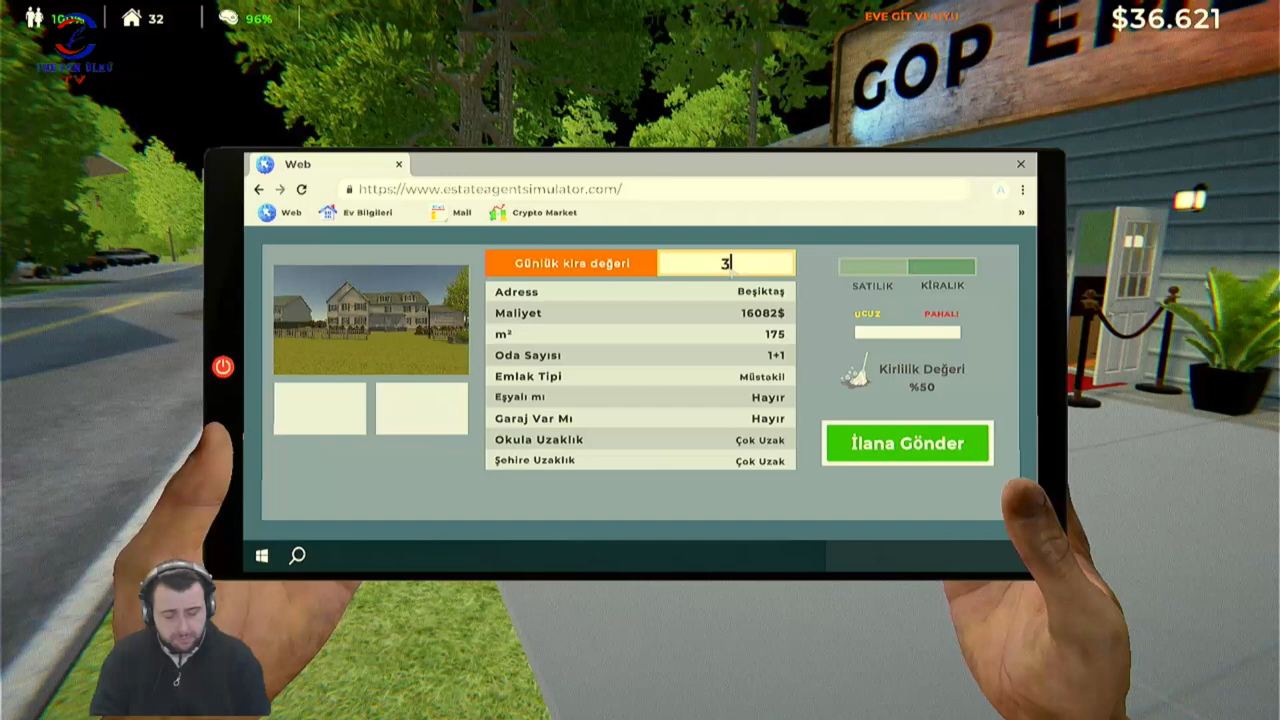 100%
32
96%
EVE GİT VE UYU
$36.621
TV
GOP E
Web
https://www.estateagentsimulator.com/
A
Web
Ev Bilgileri
Mail
Crypto Market
Günlük kira değeri
3
Adress
Beşiktaş
Maliyet
16082$
m²
175
Oda Sayısı
1+1
Emlak Tipi
Müstakil
Eşyalı mı
Hayır
Garaj Var Mı
Hayır
Okula Uzaklık
Çok Uzak
Şehire Uzaklık
Çok Uzak
SATILIK
KİRALIK
UCUZ
PAHALI
Kirlilik Değeri
%50
İlana Gönder